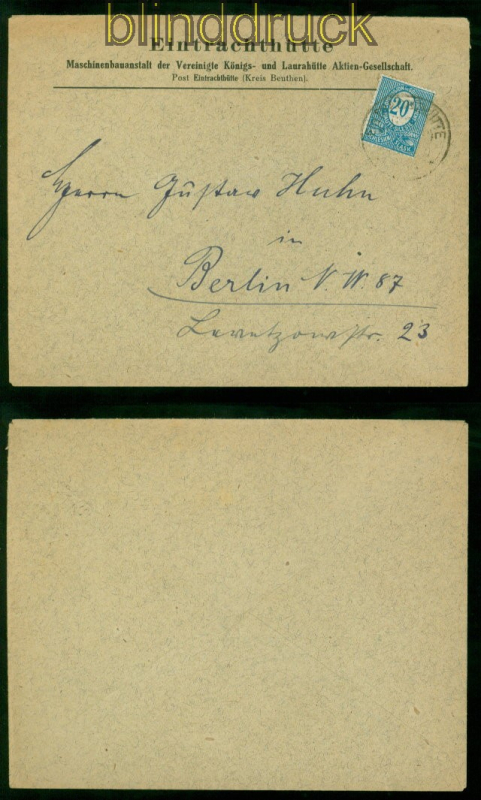 blinddruck
Eintrachthütte
Maschinenbauanstalt der Vereinigte Königs- und Laurahütte Aktien-Gesellschaft.
Post Eintrachthütte (Kreis Beuthen).
20
Herrn Gustav Huhn
in
Berlin N.W. 87
Levetzowstr. 23